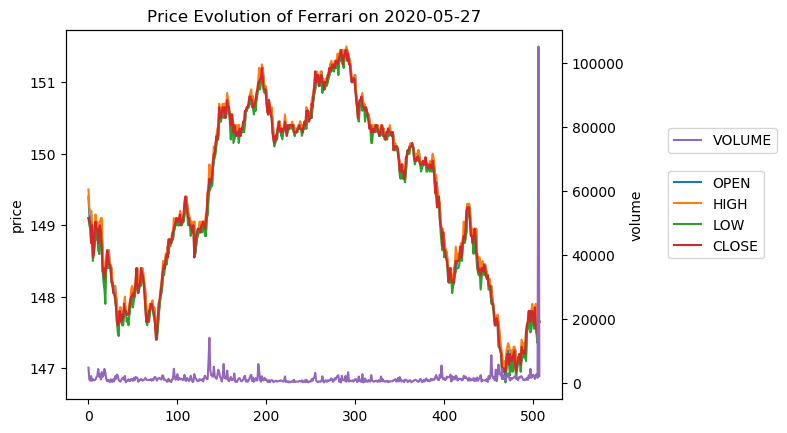 Price Evolution of Ferrari on 2020-05-27
price
151
150
149
148
147
0
100
200
300
400
500
100000
80000
60000
40000
20000
0
volume
VOLUME
OPEN
HIGH
LOW
CLOSE